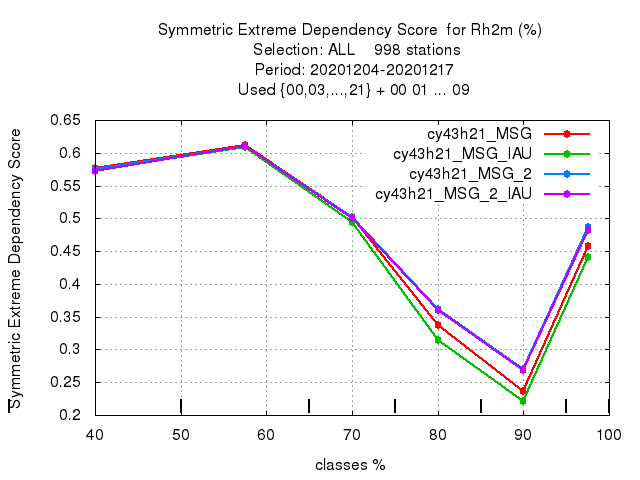 Symmetric Extreme Dependency Score for Rh2m (%)
Selection: ALL 998 stations
Period: 20201204-20201217
Used {00,03,...,21} + 00 01 ... 09
Symmetric Extreme Dependency Score
0.65
0.6
0.55
0.5
0.45
0.4
0.35
0.3
0.25
0.2
cy43h21_MSG
cy43h21_MSG_IAU
cy43h21_MSG_2
cy43h21_MSG_2_IAU
40 50 60 70 80 90 100
classes %